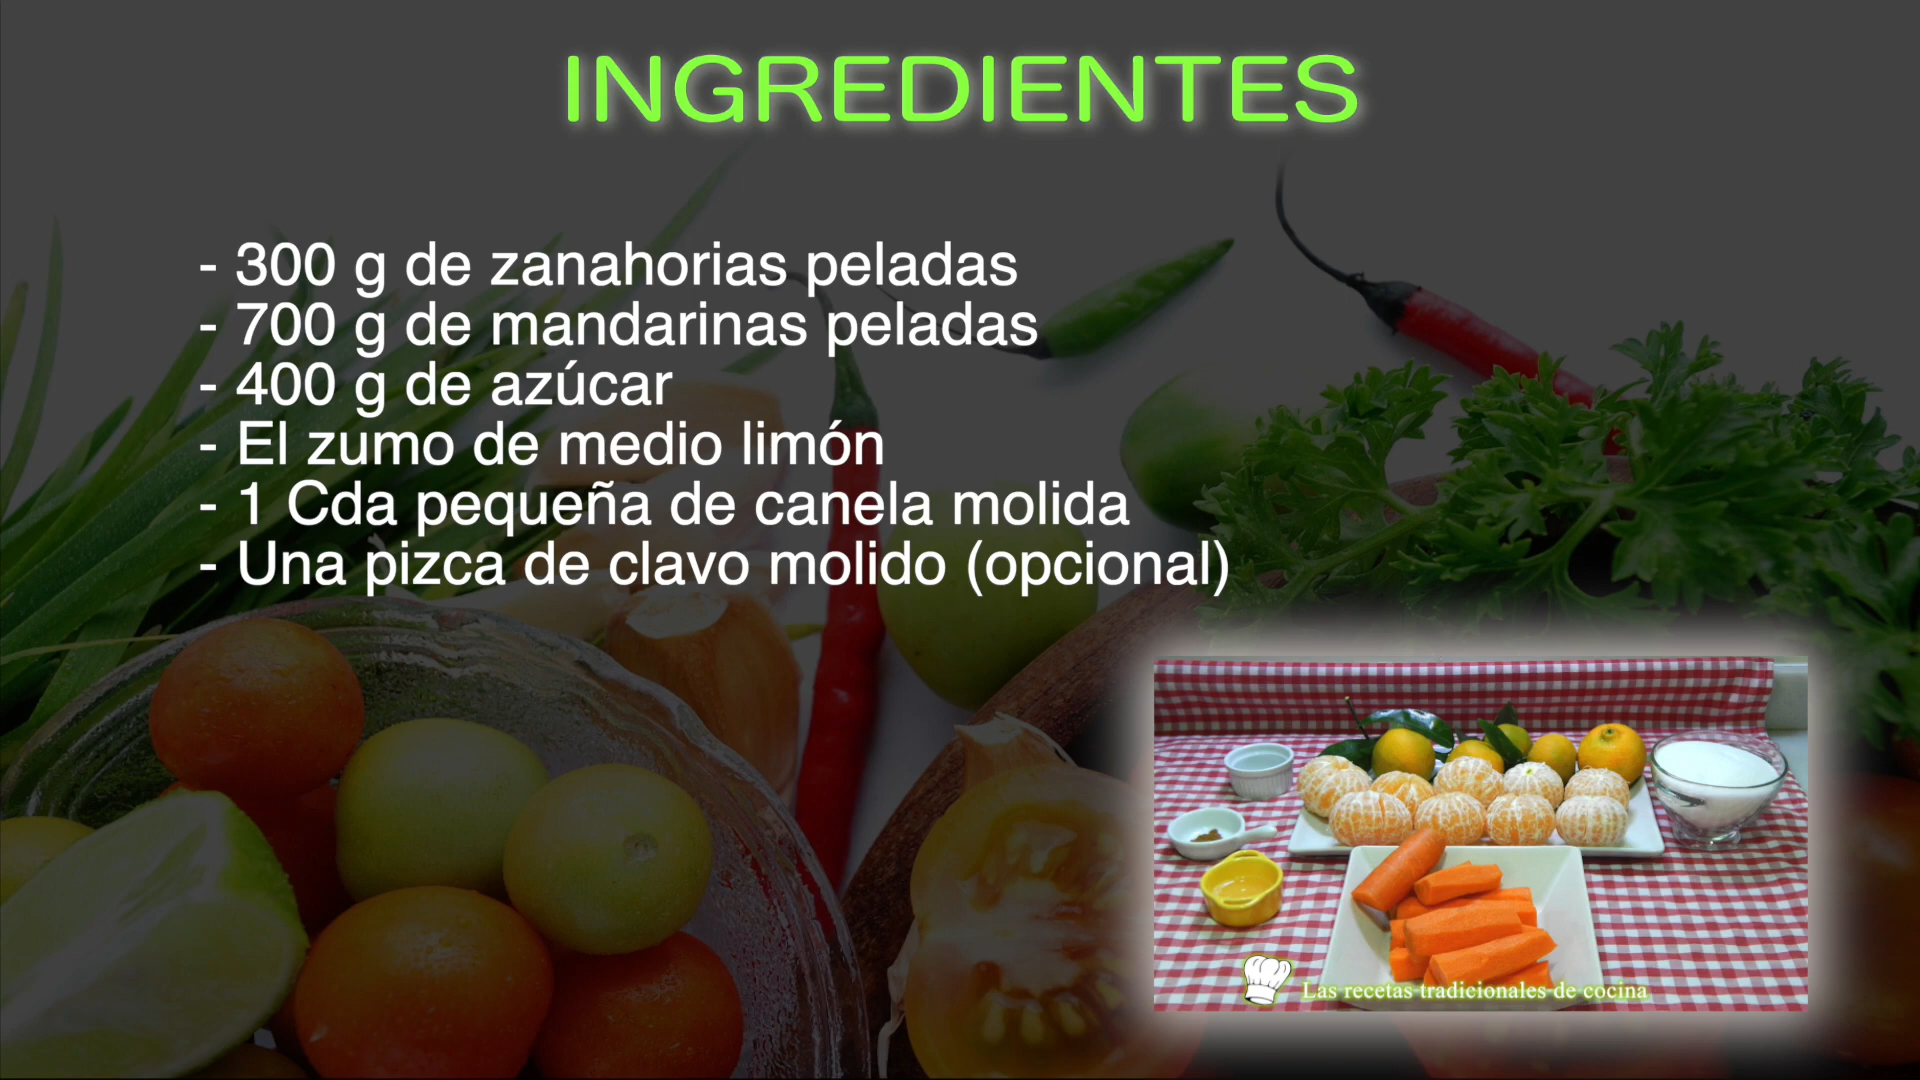 INGREDIENTES
- 300 g de zanahorias peladas
- 700 g de mandarinas peladas
- 400 g de azúcar
- El zumo de medio limón
- 1 Cda pequeña de canela molida
- Una pizca de clavo molido (opcional)
Las recetas tradicionales de cocina